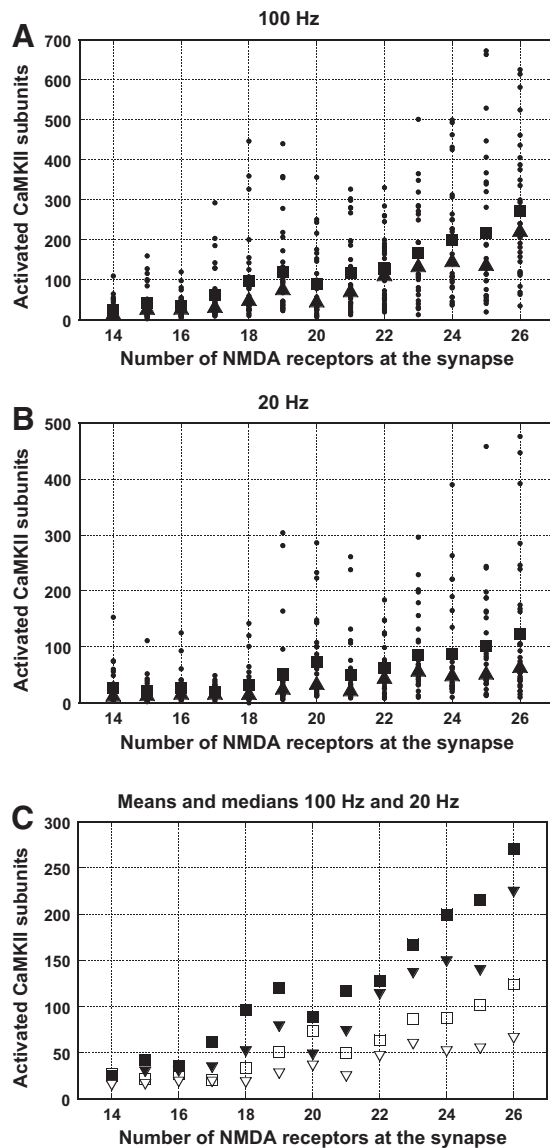 A
100 Hz
Activated CaMKII subunits
700
600
500
400
300
200
100
0
14 16 18 20 22 24 26
Number of NMDA receptors at the synapse
B
20 Hz
Activated CaMKII subunits
500
400
300
200
100
0
14 16 18 20 22 24 26
Number of NMDA receptors at the synapse
C
Means and medians 100 Hz and 20 Hz
Activated CaMKII subunits
300
250
200
150
100
50
0
14 16 18 20 22 24 26
Number of NMDA receptors at the synapse